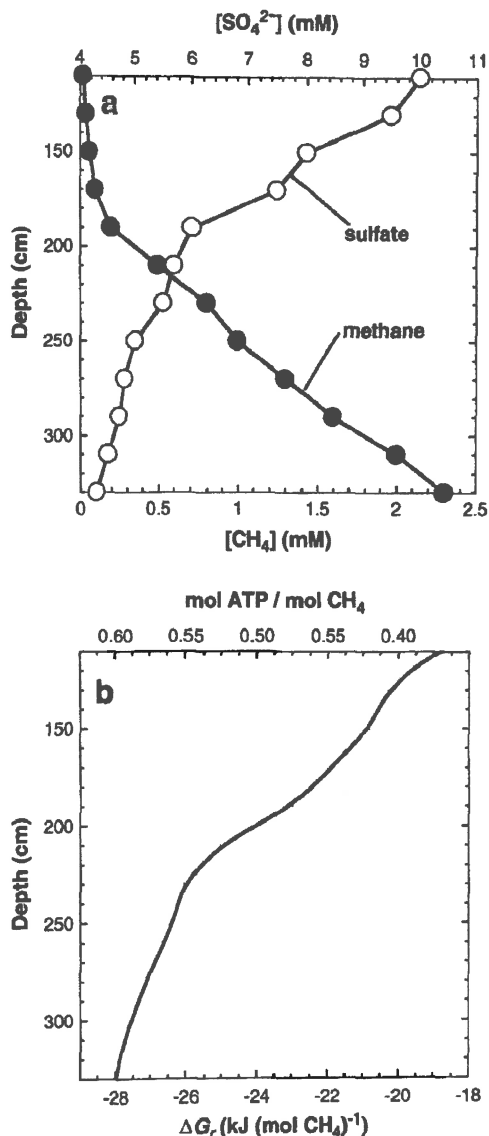 [SO₄²⁻] (mM)
4 5 6 7 8 9 10 11
a
150
200
250
300
Depth (cm)
sulfate
methane
0 0.5 1 1.5 2 2.5
[CH₄] (mM)
mol ATP / mol CH₄
0.60 0.55 0.50 0.55 0.40
b
150
200
250
300
Depth (cm)
-28 -26 -24 -22 -20 -18
ΔGᵣ (kJ (mol CH₄)⁻¹